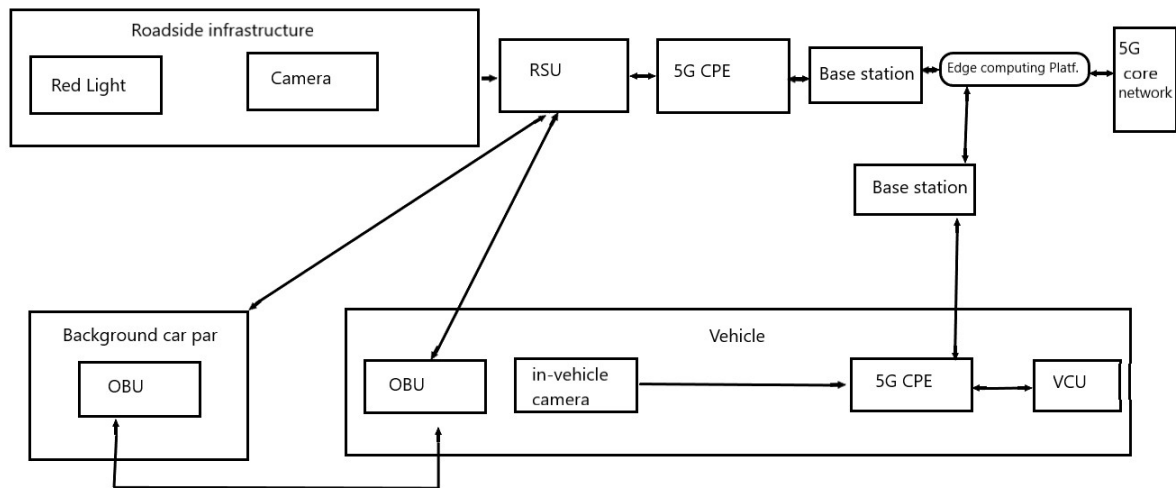 Roadside infrastructure
Red Light
Camera
RSU
5G CPE
Base station
Edge computing Platf.
5G
core
network
Base station
Background car par
OBU
Vehicle
OBU
in-vehicle
camera
5G CPE
VCU